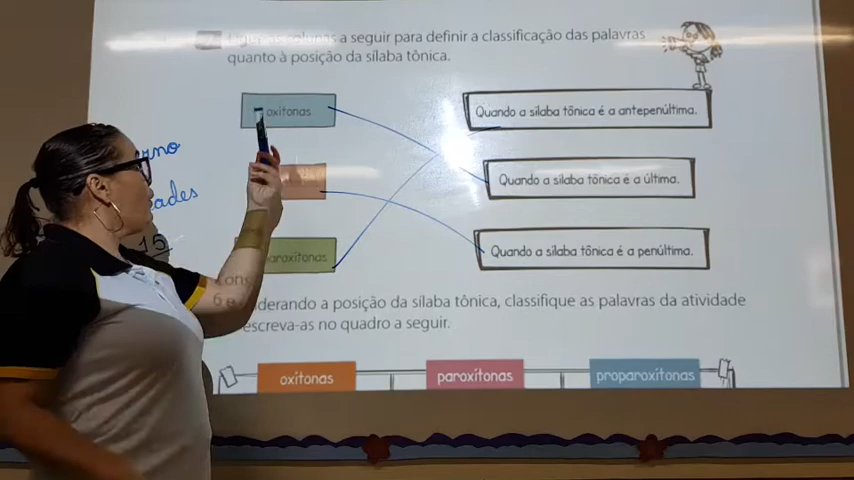 a seguir para definir a classificação das palavras
quanto à posição da sílaba tônica.
oxítonas
Quando a sílaba tônica é a antepenúltima.
Quando a sílaba tônica é a última.
Quando a sílaba tônica é a penúltima.
15
a posição da sílaba tônica, classifique as palavras da atividade
escreva-as no quadro a seguir.
oxítonas
paroxítonas
proparoxítonas